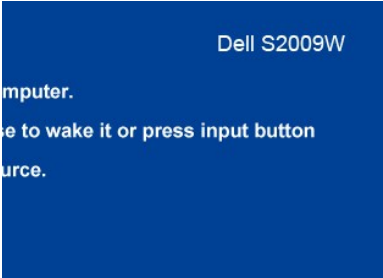 Dell S2009W
mputer.
se to wake it or press input button
urce.